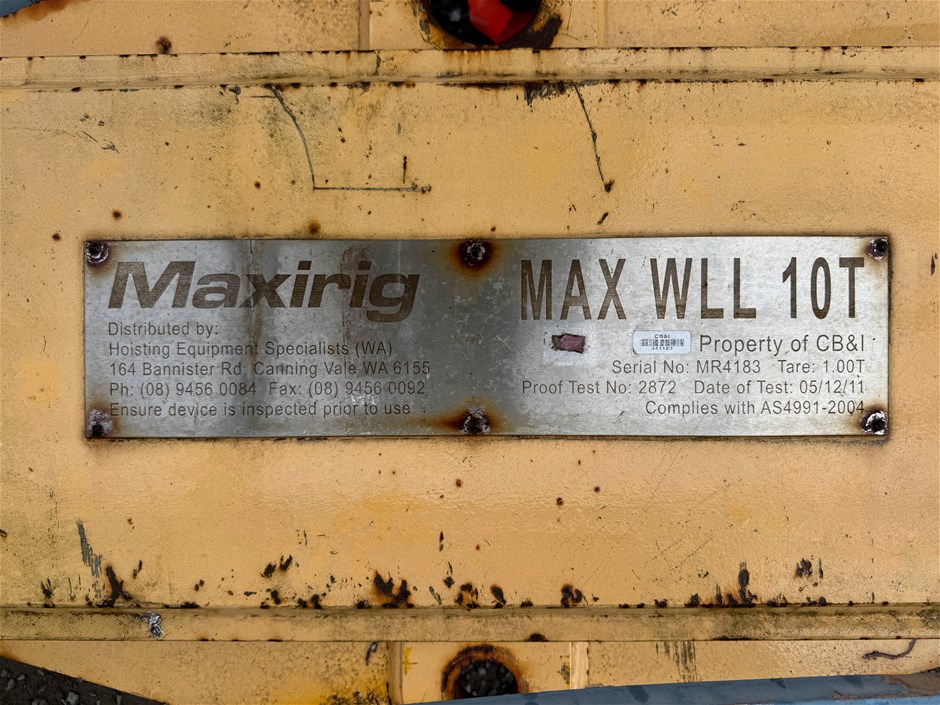 Maxirig
Distributed by:
Hoisting Equipment Specialists (WA)
164 Bannister Rd, Canning Vale WA 6155
Ph: (08) 9456 0084 Fax: (08) 9456 0092
Ensure device is inspected prior to use
MAX WLL 10T
CB&I
Property of CB&I
Serial No: MR4183 Tare: 1.00T
Proof Test No: 2872 Date of Test: 05/12/11
Complies with AS4991-2004